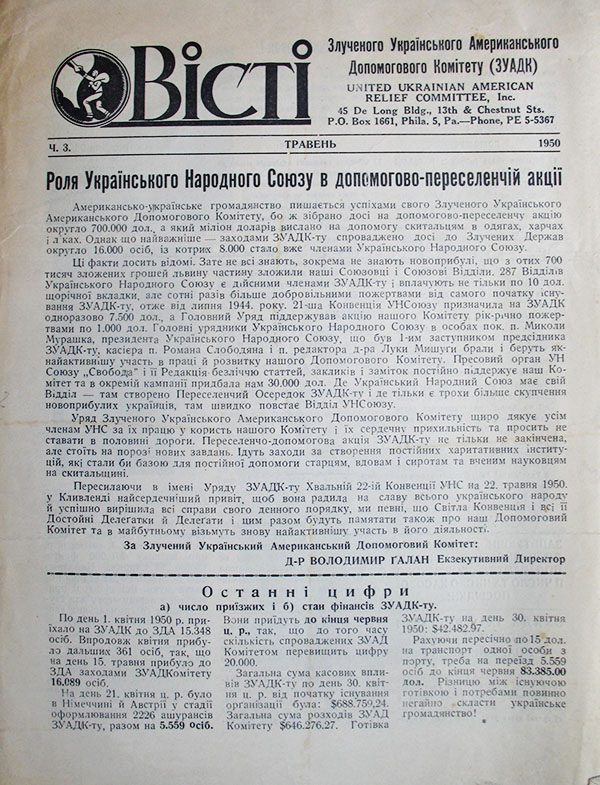 Вісті
Злученого Українського Американського
Допомогового Комітету (ЗУАДК)
UNITED UKRAINIAN AMERICAN
RELIEF COMMITTEE, Inc.
45 De Long Bldg., 13th & Chestnut Sts.
P.O. Box 1661, Phila. 5, Pa.—Phone, PE 5-5367
Ч. 3.
ТРАВЕНЬ
1950
Роля Українського Народного Союзу в допомогово-переселенчій акції
Американсько-українське громадянство пишається успіхами свого Злученого Українського
Американського Допомогового Комітету, бо ж зібрано досі на допомогово-переселенчу акцію
округло 700.000 дол., а який міліон доларів вислано на допомогу скитальцям в одягах, харчах
і ліках. Однак що найважніше — заходами ЗУАДК-ту спроваджено досі до Злучених Держав
округло 16.000 осіб, із котрих 8.000 стало вже членами Українського Народного Союзу.
Ці факти досить відомі. Зате не всі знають, зокрема не знають новоприбулі, що з отих 700
тисяч зложених грошей львину частину зложили наші Союзовці і Союзові Відділи. 287 Відділів
Українського Народного Союзу є дійсними членами ЗУАДК-ту і вплачують не тільки по 10 дол.
щорічної вкладки, але сотні разів більше добровільними пожертвами від самого початку існу-
вання ЗУАДК-ту, отже від липня 1944. року. 21-ша Конвенція УНСоюзу призначила на ЗУАДК
одноразово 7.500 дол., а Головний Уряд піддержував акцію нашого Комітету рік-річно пожер-
твами по 1.000 дол. Головні урядники Українського Народного Союзу в особах пок. п. Миколи
Мурашка, президента Українського Народного Союзу, що був 1-им заступником предсідника
ЗУАДК-ту, касієра п. Романа Слободяна і п. редактора д-ра Луки Мишуги брали і беруть як-
найактивнішу участь в праці й розвитку нашого Допомогового Комітету. Пресовий орган УН
Союзу „Свобода" і її Редакція безліччю статтей, закликів і заміток постійно піддержує наш Ко-
мітет та в окремій кампанії придбала нам 30.000 дол. Де Український Народний Союз має свій
Відділ — там створено Переселенчий Осередок ЗУАДК-ту і де тільки є трохи більше скупчення
новоприбулих українців, там швидко повстає Відділ УНСоюзу.
Уряд Злученого Українського Американського Допомогового Комітету щиро дякує усім
членам УНС за їх працю у користь нашого Комітету і їх сердечну прихильність та просить не
ставати в половині дороги. Переселенчо-допомогова акція ЗУАДК-ту не тільки не закінчена,
але стоїть на порозі нових завдань. Ідуть заходи за створення постійних харитативних інститу-
цій, які стали би базою для постійної допомоги старцям, вдовам і сиротам та вченим науковцям
на скитальщині.
Пересилаючи в імені Уряду ЗУАДК-ту Хвальній 22-ій Конвенції УНС на 22. травня 1950.
у Кливленді найсердечніший привіт, щоб вона радила на славу всього українського народу
й успішно вирішила всі справи свого денного порядку, ми певні, що Світла Конвенція і всі її
Достойні Делегатки й Делегати і цим разом будуть памятати також про наш Допомоговий
Комітет та в майбутньому візьмуть знову найактивнішу участь в його діяльності.
За Злучений Український Американський Допомоговий Комітет:
Д-Р ВОЛОДИМИР ҐАЛАН Екзекутивний Директор
Останні цифри
а) число приїзжих і б) стан фінансів ЗУАДК-ту.
По день 1. квітня 1950 р. при-
їхало на ЗУАДК до ЗДА 15.348
осіб. Впродовж квітня прибу-
ло дальших 361 осіб, так, що
на день 15. травня прибуло до
ЗДА заходами ЗУАДКомітету
16.089 осіб.
На день 21. квітня ц. р. було
в Німеччині й Австрії у стадії
оформлювання 2226 ашурансів
ЗУАДК-ту, разом на 5.559 осіб.
Вони приїдуть до кінця червня
ц. р., так, що до того часу
скількість спроваджених ЗУАД
Комітетом перевищить цифру
20.000.
Загальна сума касових впли-
вів ЗУАДК-ту по день 30. квіт-
ня ц. р. від початку існування
організації була: $688.759.24.
Загальна сума розходів ЗУАД
Комітету $646.276.27. Готівка
ЗУАДК-ту на день 30. квітня
1950: $42.482.97.
Рахуючи пересічно по 15 дол.
на транспорт одної особи з
порту, треба на переїзд 5.559
осіб до кінця червня 83.385.00
дол. Різницю між існуючою
готівкою і потребами повинно
негайно скласти українське
громадянство!